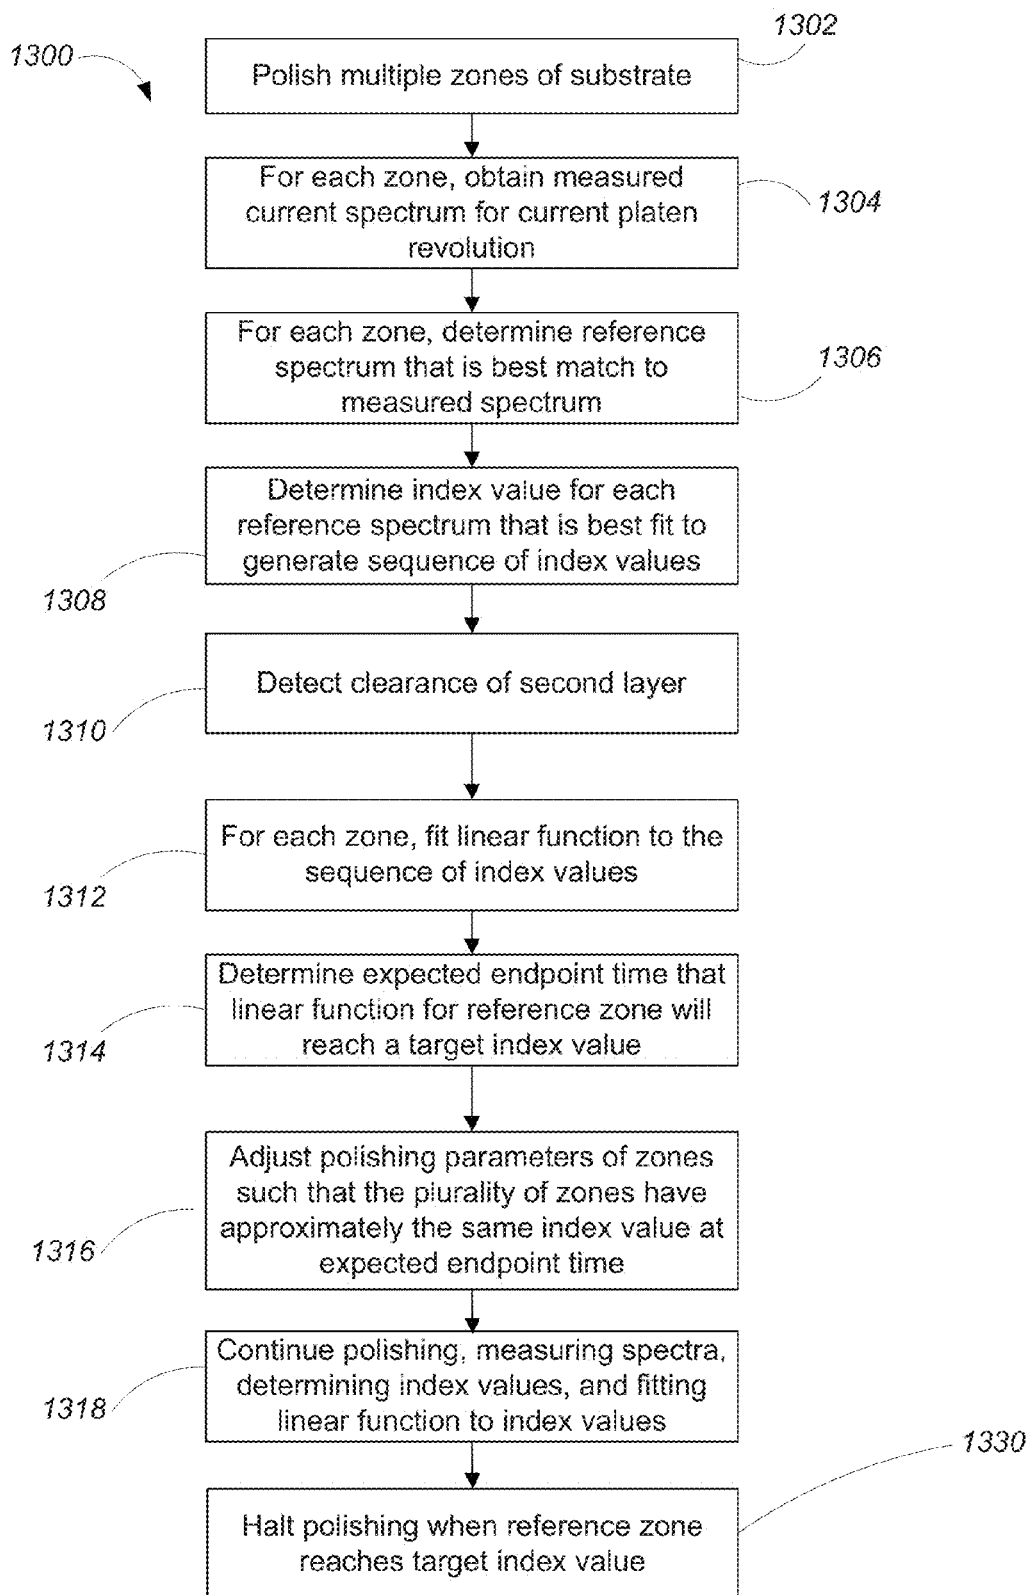 1300
1302
Polish multiple zones of substrate
For each zone, obtain measured
current spectrum for current platen
revolution
1304
For each zone, determine reference
spectrum that is best match to
measured spectrum
1306
Determine index value for each
reference spectrum that is best fit to
generate sequence of index values
1308
Detect clearance of second layer
1310
For each zone, fit linear function to the
sequence of index values
1312
Determine expected endpoint time that
linear function for reference zone will
reach a target index value
1314
Adjust polishing parameters of zones
such that the plurality of zones have
approximately the same index value at
expected endpoint time
1316
Continue polishing, measuring spectra,
determining index values, and fitting
linear function to index values
1318
1330
Halt polishing when reference zone
reaches target index value